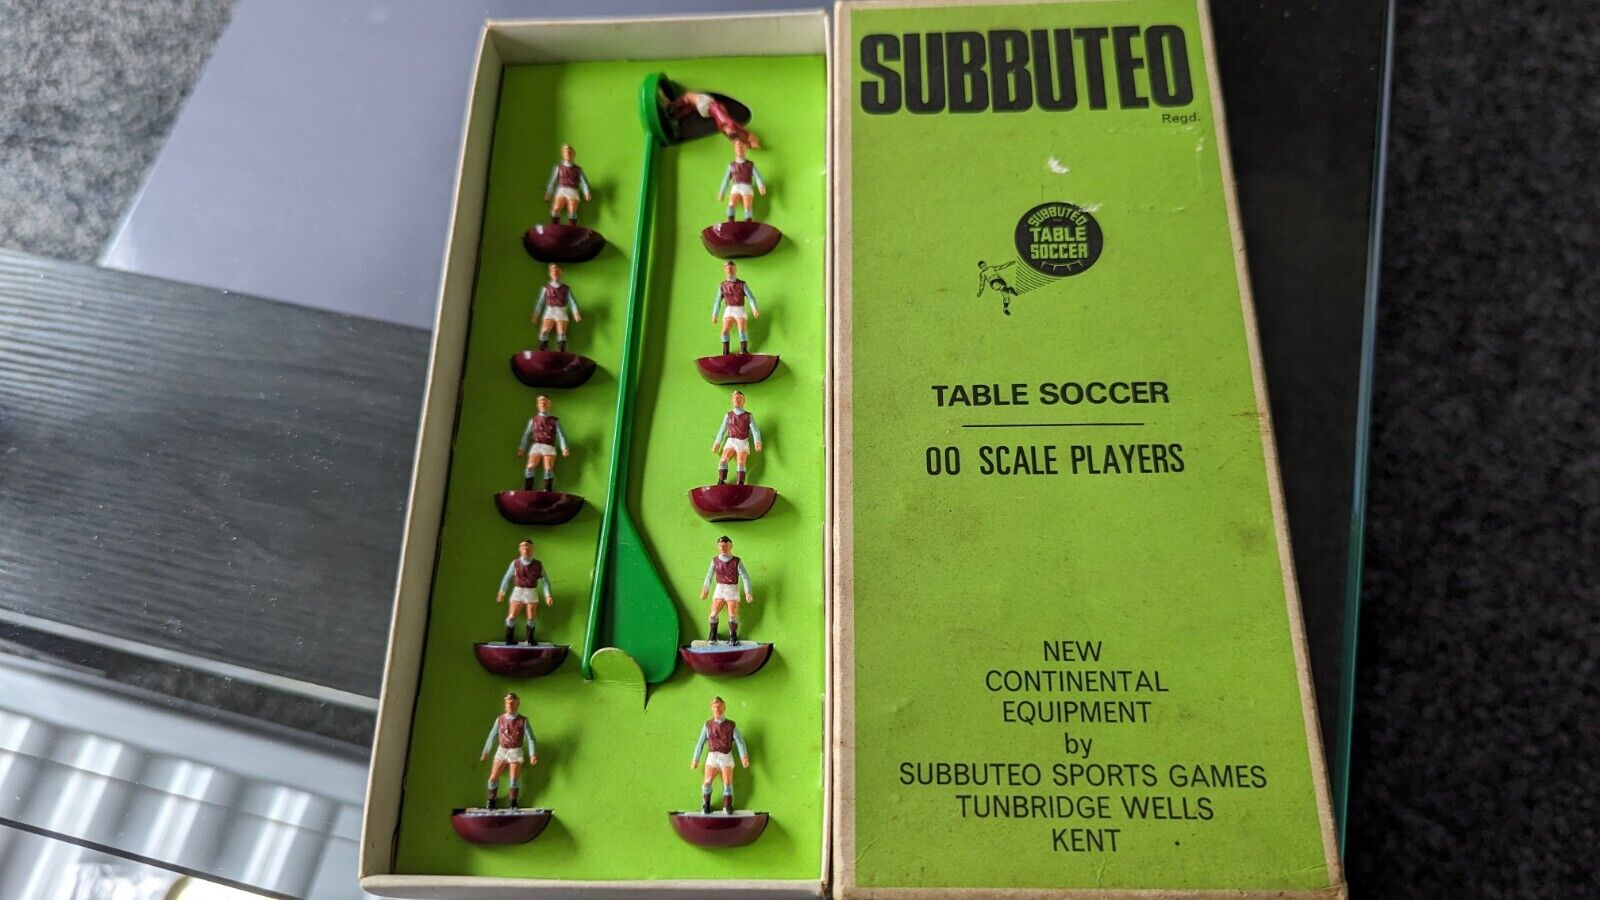 SUBBUTEO
Regd.
SUBBUTEO
TABLE
SOCCER
TABLE SOCCER
00 SCALE PLAYERS
NEW
CONTINENTAL
EQUIPMENT
by
SUBBUTEO SPORTS GAMES
TUNBRIDGE WELLS
KENT